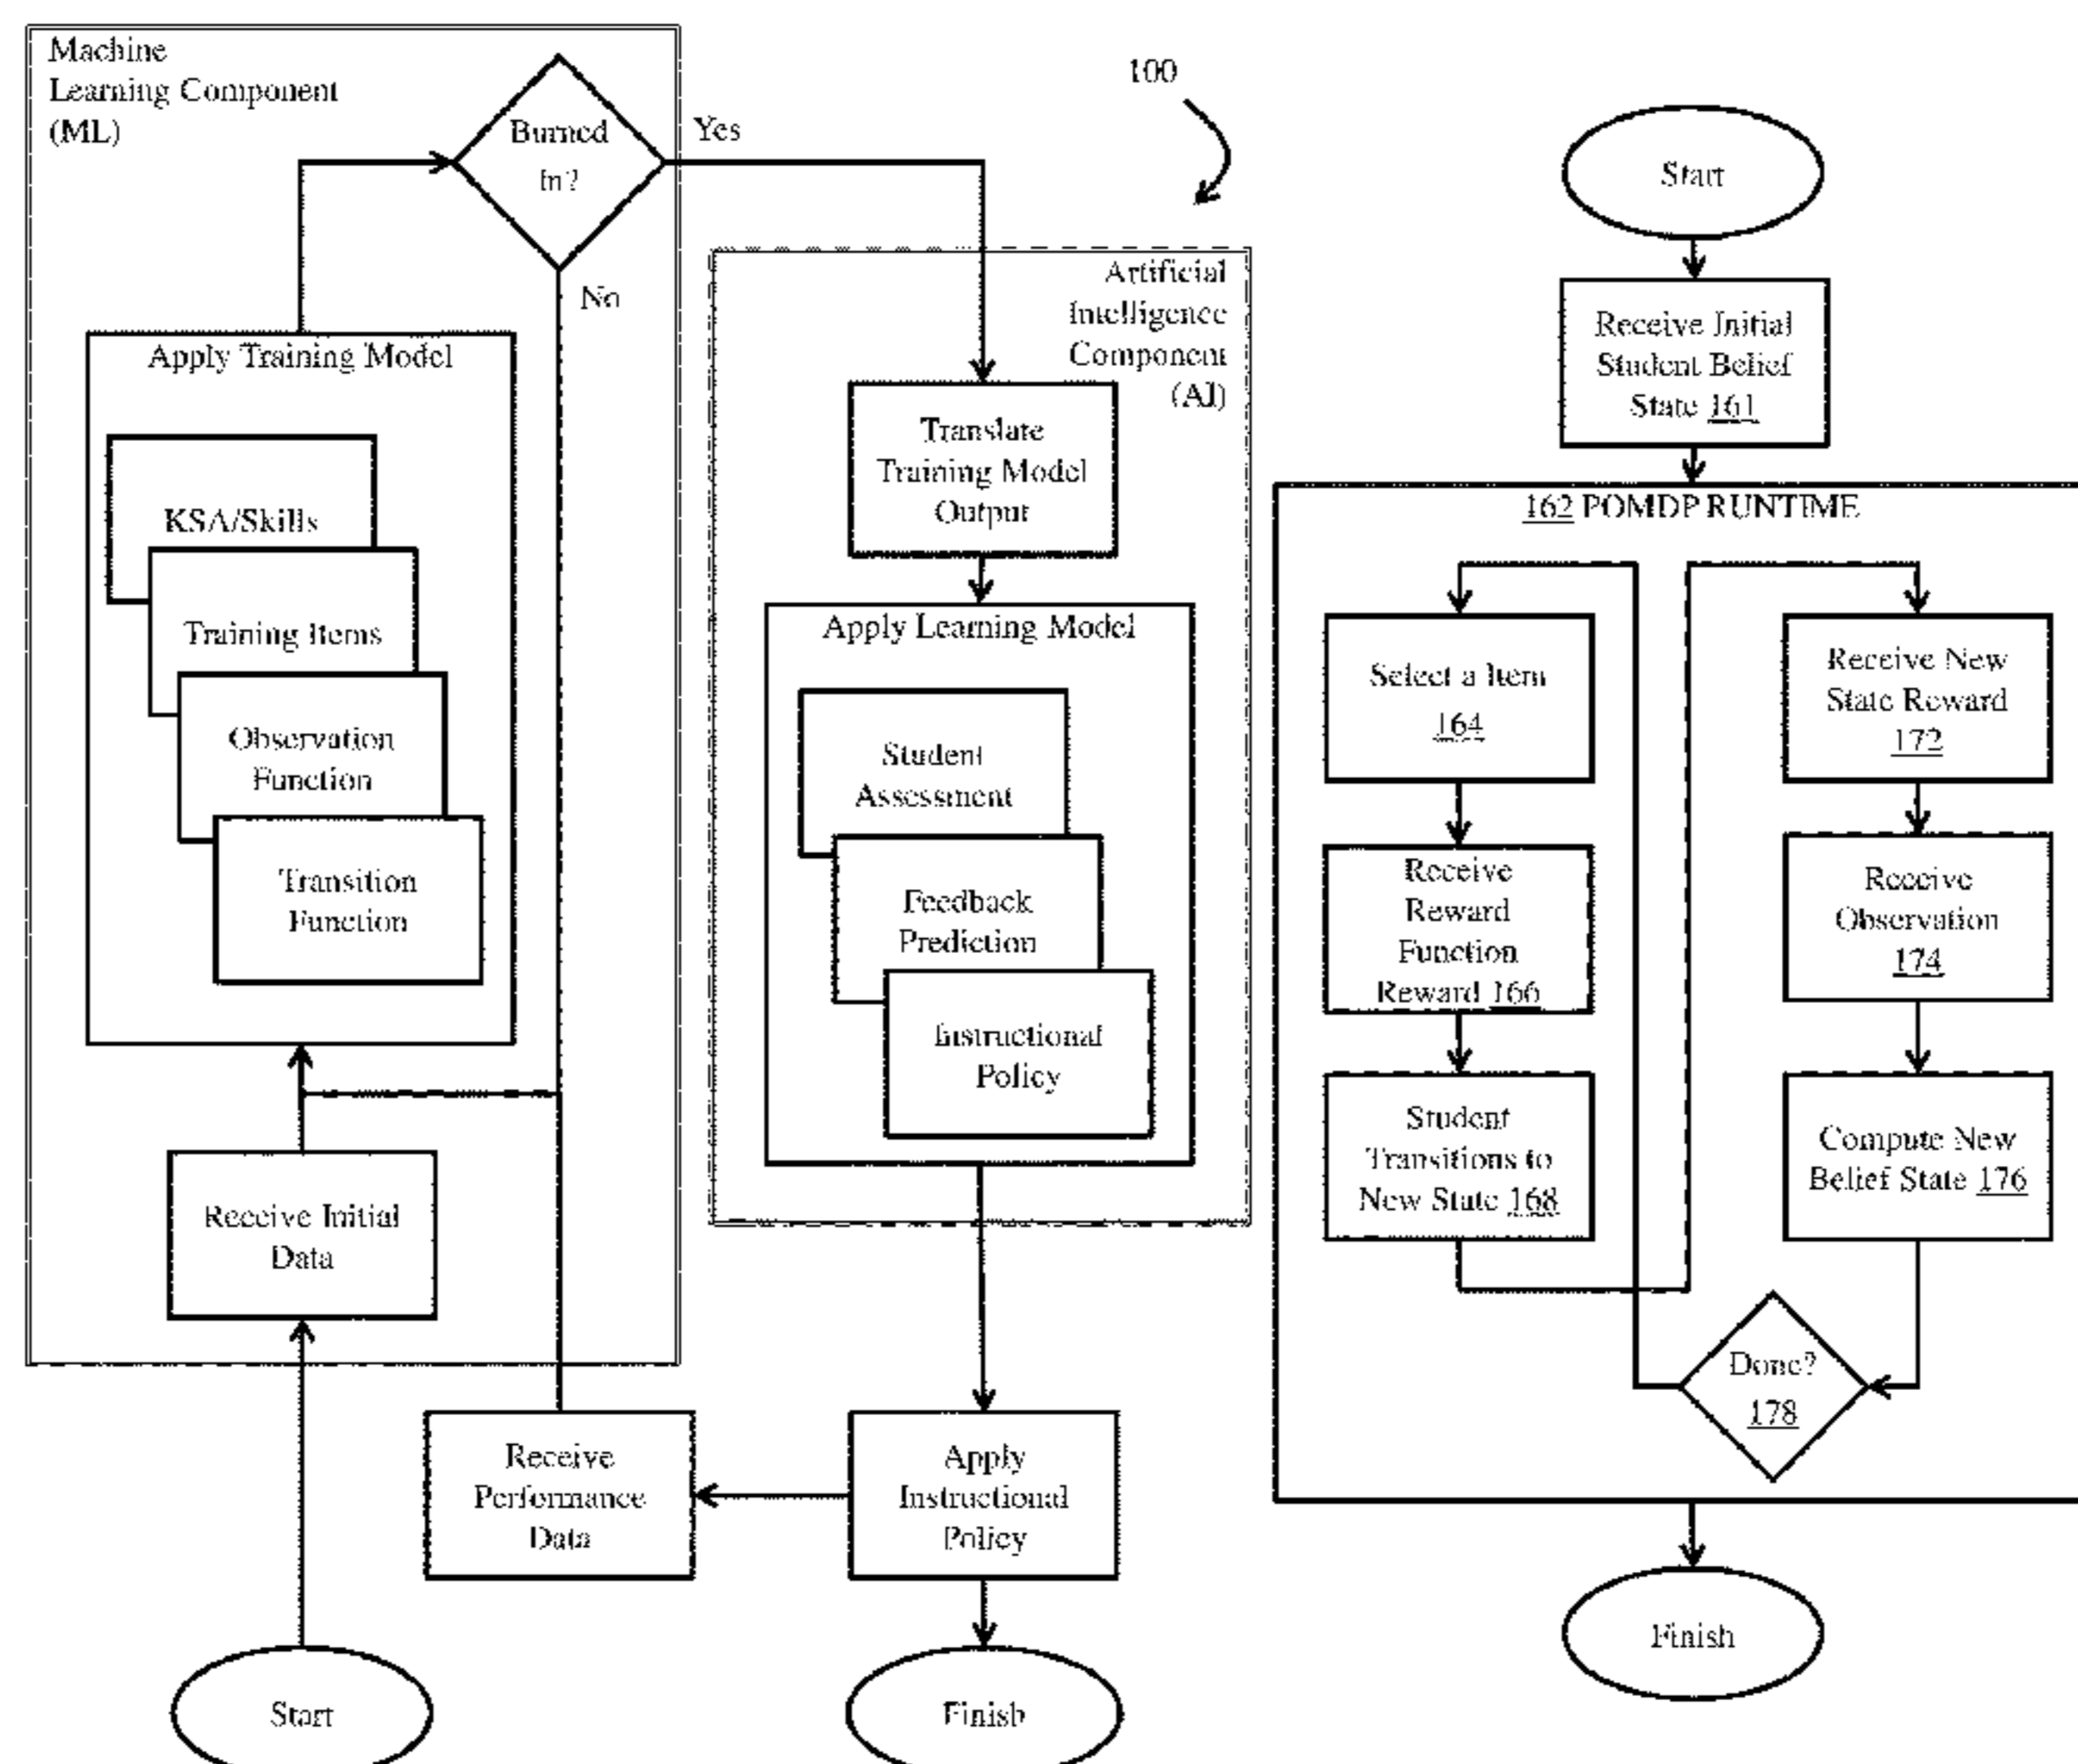 Machine
Learning Component
(ML)
Burned
In?
Yes
No
Apply Training Model
KSA/Skills
Training Items
Observation
Function
Transition
Function
Receive Initial
Data
Start
100
Artificial
Intelligence
Component
(AI)
Translate
Training Model
Output
Apply Learning Model
Student
Assessment
Feedback
Prediction
Instructional
Policy
Receive
Performance
Data
Apply
Instructional
Policy
Finish
Start
Receive Initial
Student Belief
State 161
162 POMDP RUNTIME
Select a Item
164
Receive
Reward
Function
Reward 166
Student
Transitions to
New State 168
Receive New
State Reward
172
Receive
Observation
174
Compute New
Belief State 176
Done?
178
Finish